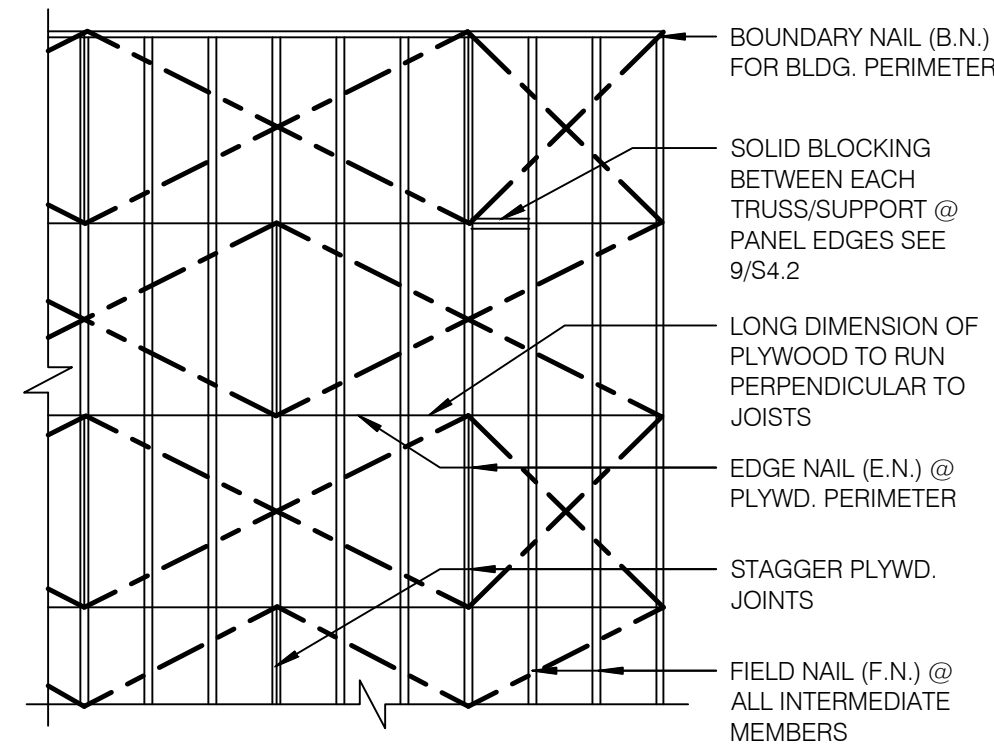 BOUNDARY NAIL (B.N.)
FOR BLDG. PERIMETER
SOLID BLOCKING
BETWEEN EACH
TRUSS/SUPPORT @
PANEL EDGES SEE
9/S4.2
LONG DIMENSION OF
PLYWOOD TO RUN
PERPENDICULAR TO
JOISTS
EDGE NAIL (E.N.) @
PLYWD. PERIMETER
STAGGER PLYWD.
JOINTS
FIELD NAIL (F.N.) @
ALL INTERMEDIATE
MEMBERS